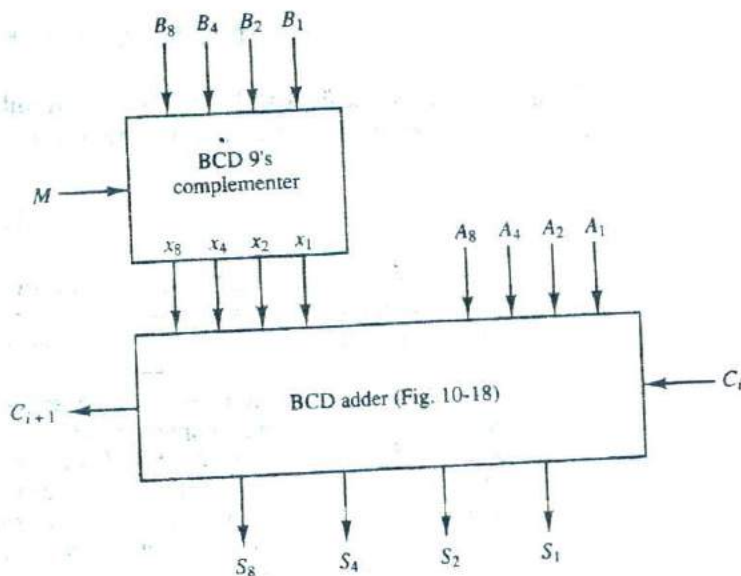 B₈ B₄ B₂ B₁
BCD 9's
complementer
M
x₈ x₄ x₂ x₁
A₈ A₄ A₂ A₁
BCD adder (Fig. 10-18)
Cᵢ
Cᵢ₊₁
S₈ S₄ S₂ S₁